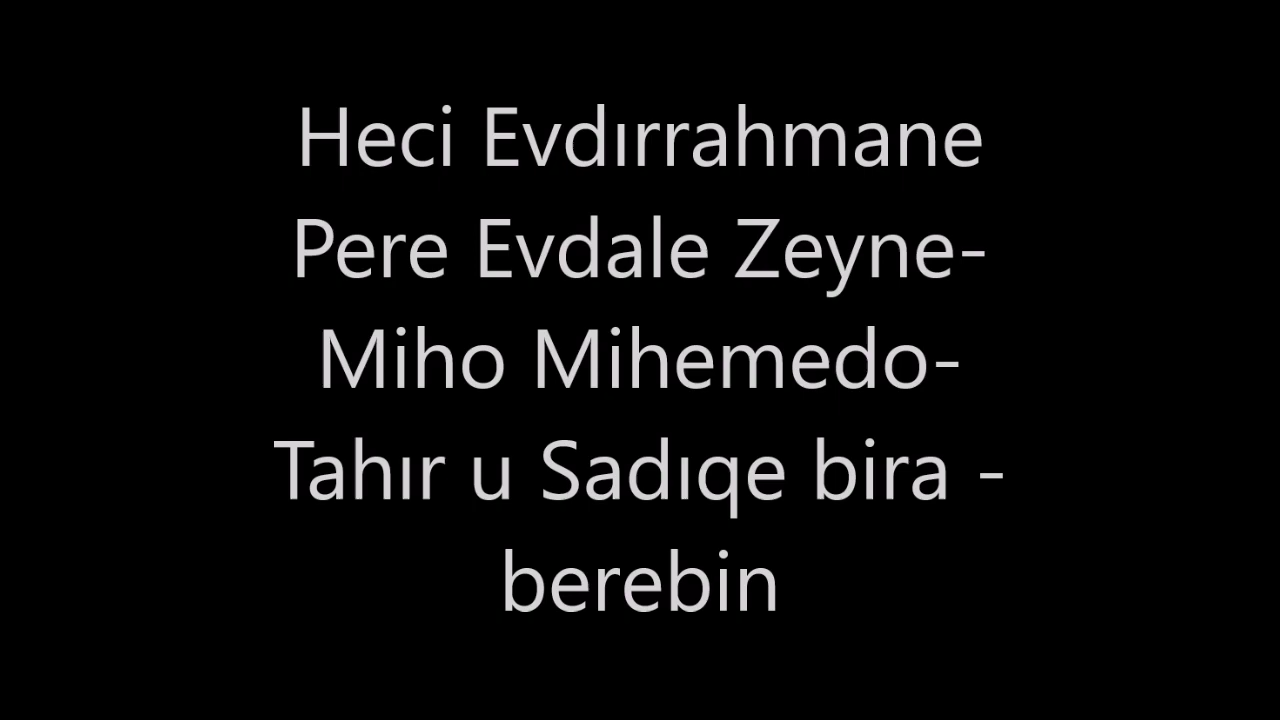 Heci Evdırrahmane
Pere Evdale Zeyne-
Miho Mihemedo-
Tahır u Sadıqe bira -
berebin